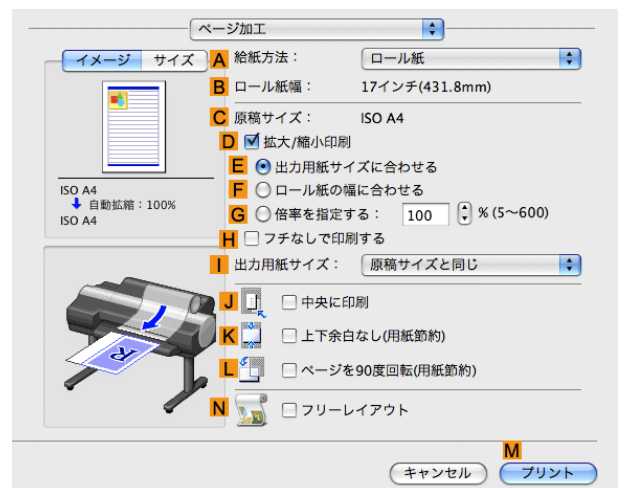 ページ加工
イメージ サイズ
A 給紙方法： ロール紙
B ロール紙幅： 17インチ(431.8mm)
C 原稿サイズ： ISO A4
D 拡大/縮小印刷
E 出力用紙サイズに合わせる
F ロール紙の幅に合わせる
G 倍率を指定する： 100 % (5～600)
ISO A4
自動拡縮：100%
ISO A4
H フチなしで印刷する
I 出力用紙サイズ： 原稿サイズと同じ
J 中央に印刷
K 上下余白なし(用紙節約)
L ページを90度回転(用紙節約)
R
N フリーレイアウト
M
キャンセル プリント